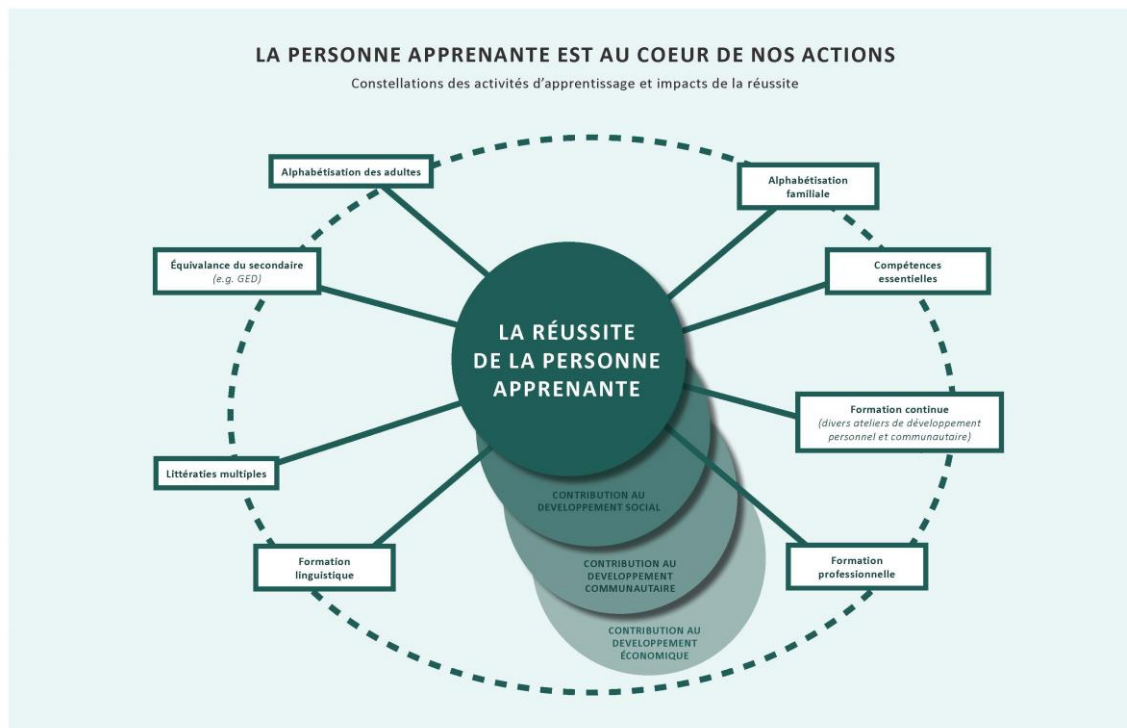 LA PERSONNE APPRENANTE EST AU COEUR DE NOS ACTIONS
Constellations des activités d'apprentissage et impacts de la réussite
Alphabétisation des adultes
Alphabétisation
familiale
Équivalance du secondaire
(e.g. GED)
Compétences
essentielles
LA RÉUSSITE
DE LA PERSONNE
APPRENANTE
Formation continue
(divers ateliers de développement
personnel et communautaire)
Littératies multiples
Formation
linguistique
Formation
professionnelle
CONTRIBUTION AU
DEVELOPPEMENT SOCIAL
CONTRIBUTION AU
DEVELOPPEMENT
COMMUNAUTAIRE
CONTRIBUTION AU
DEVELOPPEMENT
ÉCONOMIQUE